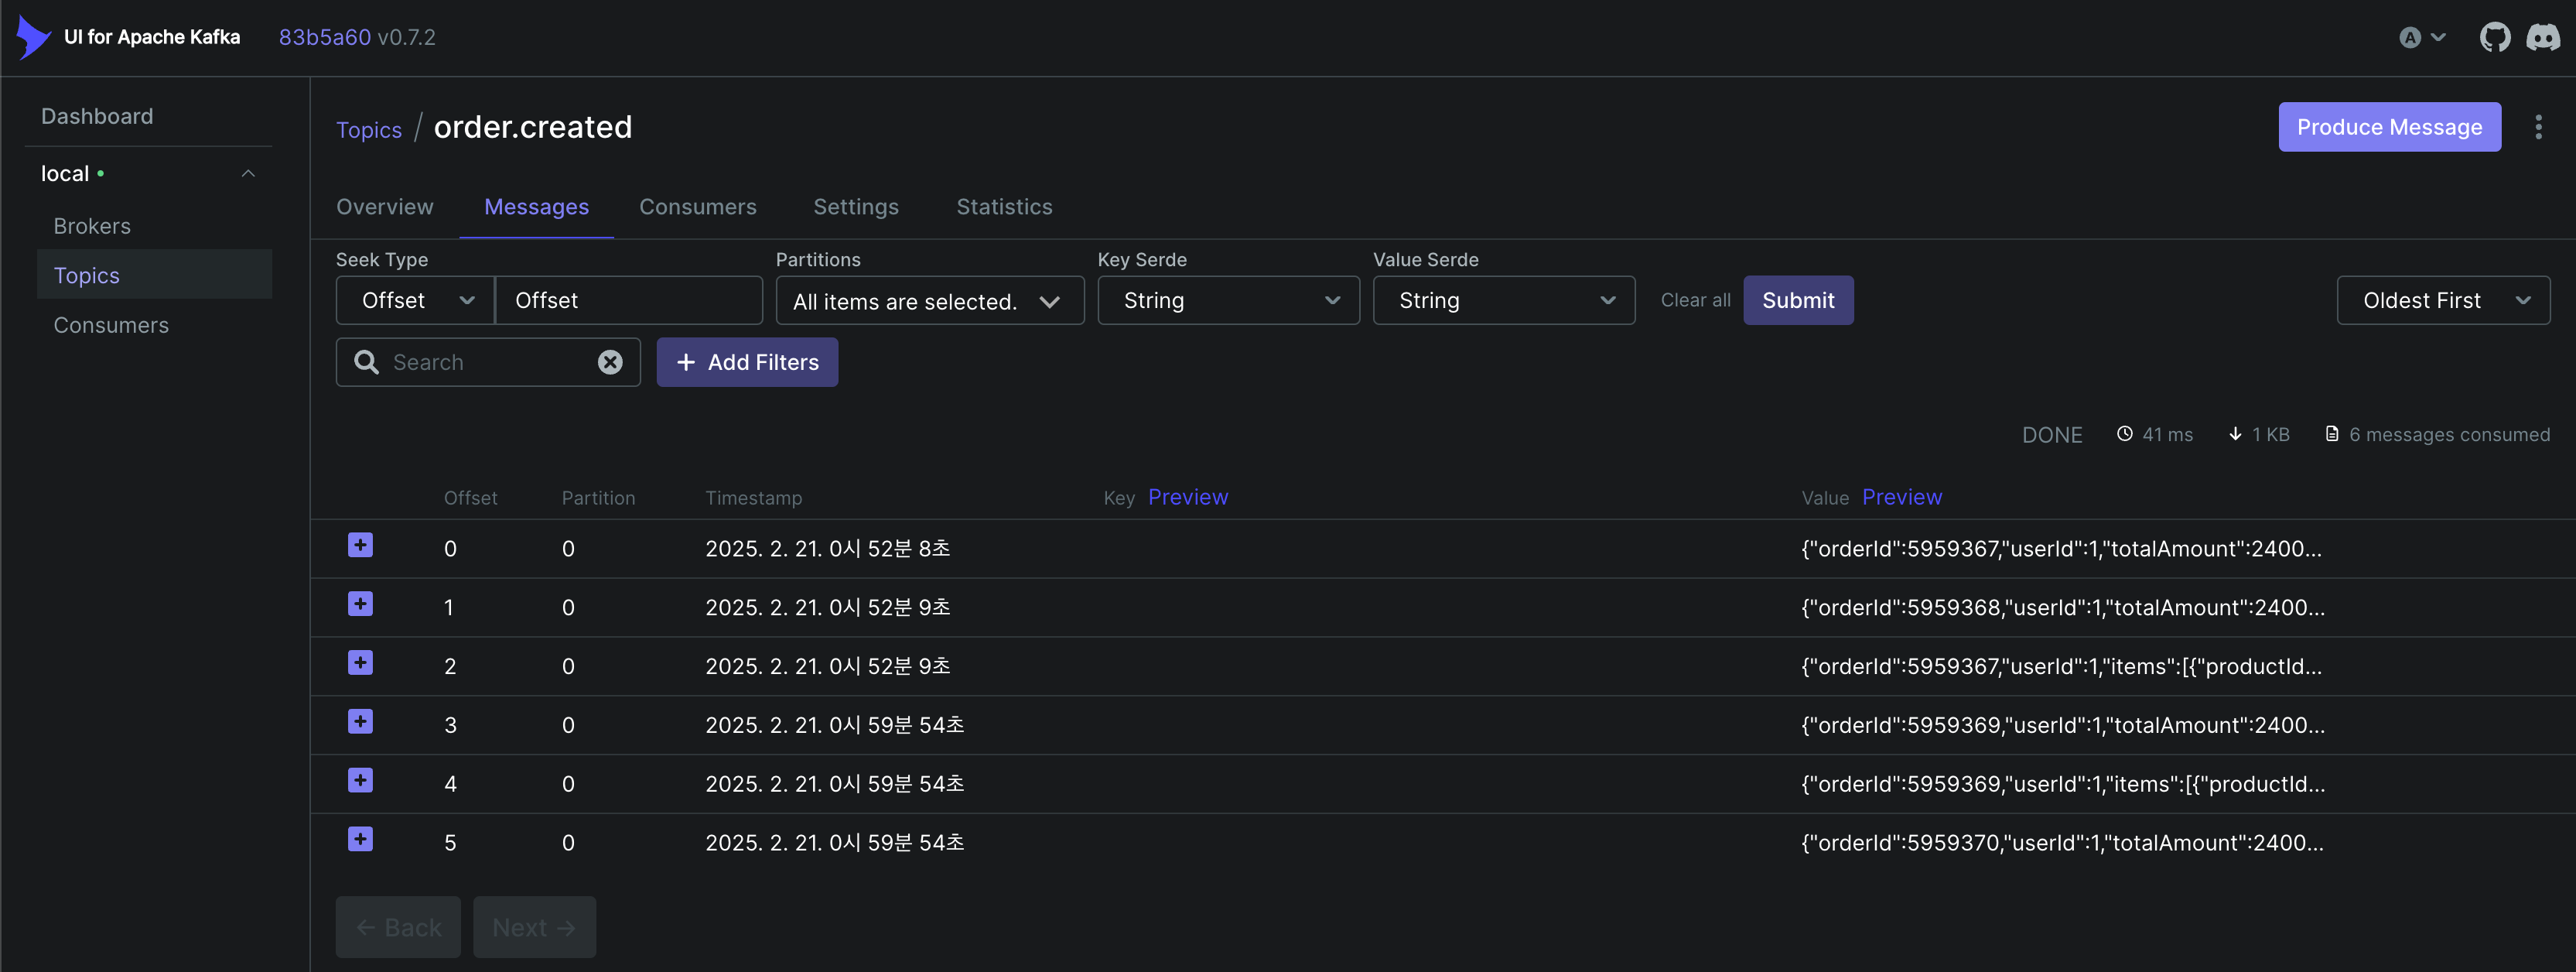 UI for Apache Kafka 83b5a60 v0.7.2 A
Dashboard
local
Brokers
Topics
Consumers
Topics / order.created
Produce Message
Overview Messages Consumers Settings Statistics
Seek Type Partitions Key Serde Value Serde
Offset Offset All items are selected. String String Clear all Submit Oldest First
Search + Add Filters
DONE 41 ms 1 KB 6 messages consumed
Offset Partition Timestamp Key Preview Value Preview
0 0 2025. 2. 21. 0시 52분 8초 {"orderId":5959367,"userId":1,"totalAmount":2400...
1 0 2025. 2. 21. 0시 52분 9초 {"orderId":5959368,"userId":1,"totalAmount":2400...
2 0 2025. 2. 21. 0시 52분 9초 {"orderId":5959367,"userId":1,"items":[{"productId...
3 0 2025. 2. 21. 0시 59분 54초 {"orderId":5959369,"userId":1,"totalAmount":2400...
4 0 2025. 2. 21. 0시 59분 54초 {"orderId":5959369,"userId":1,"items":[{"productId...
5 0 2025. 2. 21. 0시 59분 54초 {"orderId":5959370,"userId":1,"totalAmount":2400...
← Back Next →